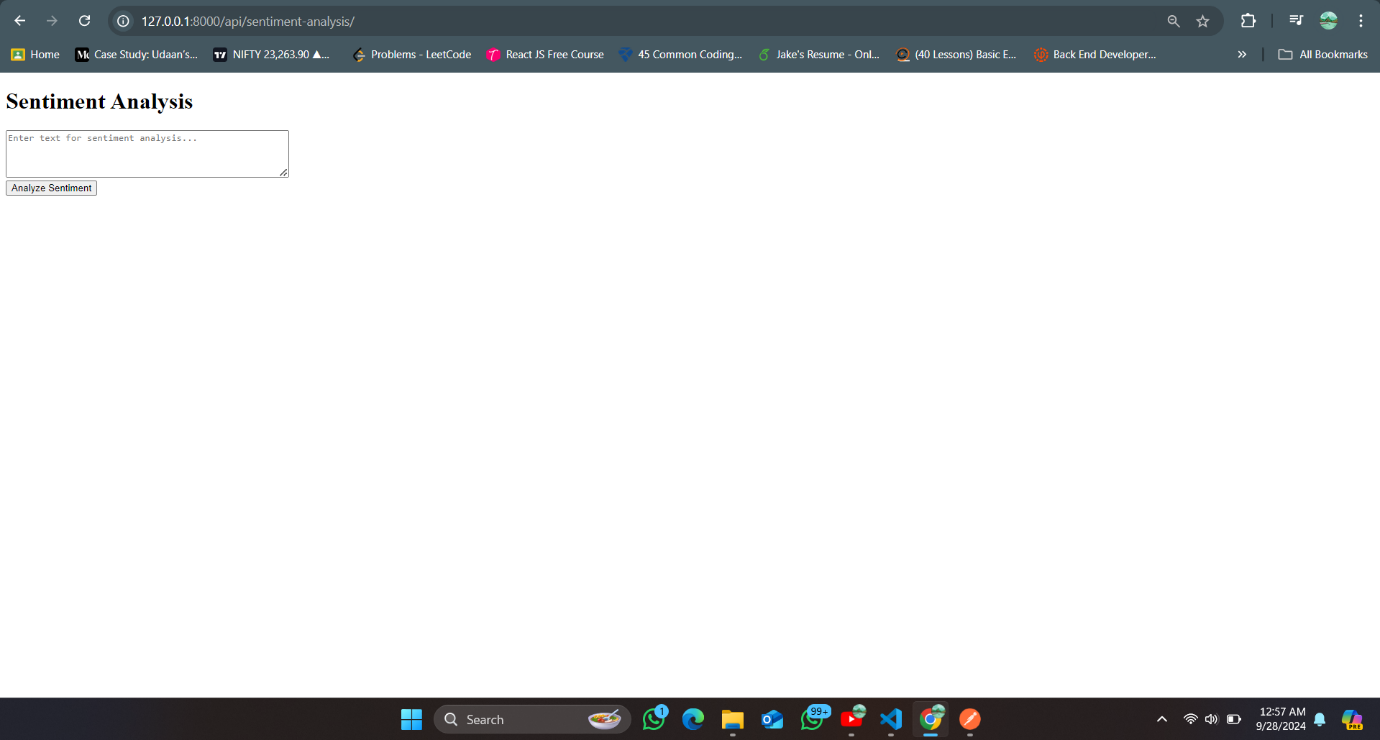 127.0.0.1:8000/api/sentiment-analysis/
Home Case Study: Udaan's... NIFTY 23,263.90 ▲... Problems - LeetCode React JS Free Course 45 Common Coding... Jake's Resume - Onl... (40 Lessons) Basic E... Back End Developer... » All Bookmarks
Sentiment Analysis
Enter text for sentiment analysis...
Analyze Sentiment
Search
1
99+
12:57 AM
9/28/2024
PRE